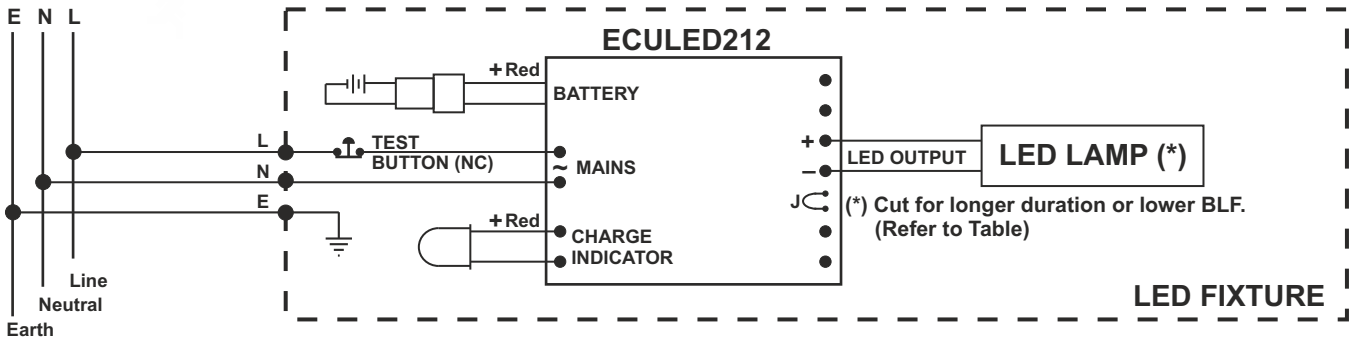 E N L
ECULED212
+ Red
BATTERY
L
TEST
BUTTON (NC)
N
~ MAINS
E
+ Red
CHARGE
INDICATOR
+
LED OUTPUT
–
LED LAMP (*)
J
(*) Cut for longer duration or lower BLF.
(Refer to Table)
Line
Neutral
Earth
LED FIXTURE